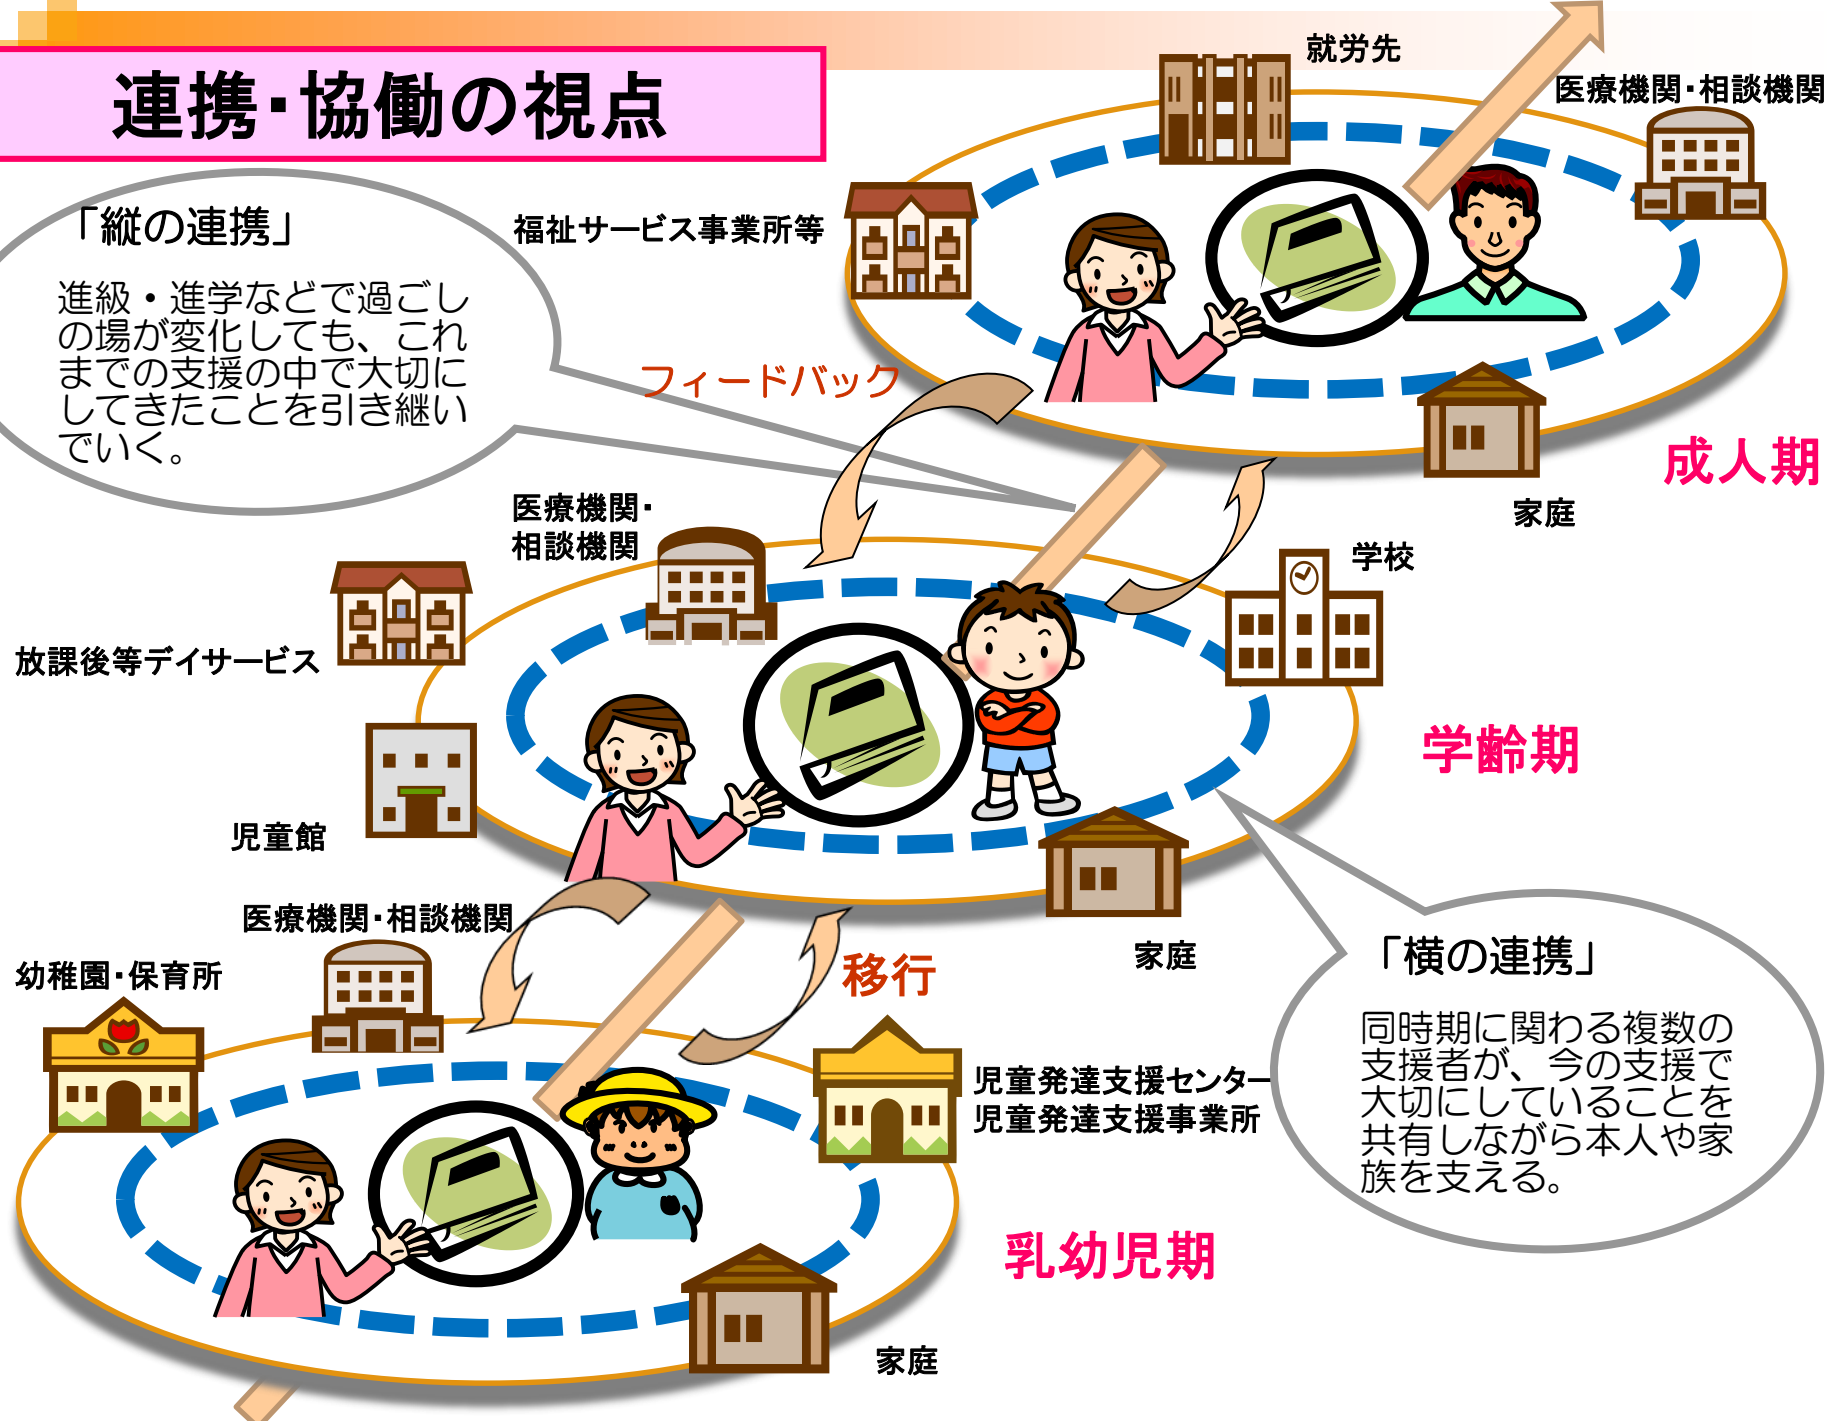 連携・協働の視点
就労先
医療機関・相談機関
福祉サービス事業所等
「縦の連携」
進級・進学などで過ごし
の場が変化しても、これ
までの支援の中で大切に
してきたことを引き継い
でいく。
フィードバック
成人期
家庭
医療機関・
相談機関
学校
放課後等デイサービス
学齢期
児童館
家庭
医療機関・相談機関
幼稚園・保育所
移行
「横の連携」
同時期に関わる複数の
支援者が、今の支援で
大切にしていることを
共有しながら本人や家
族を支える。
児童発達支援センター
児童発達支援事業所
乳幼児期
家庭